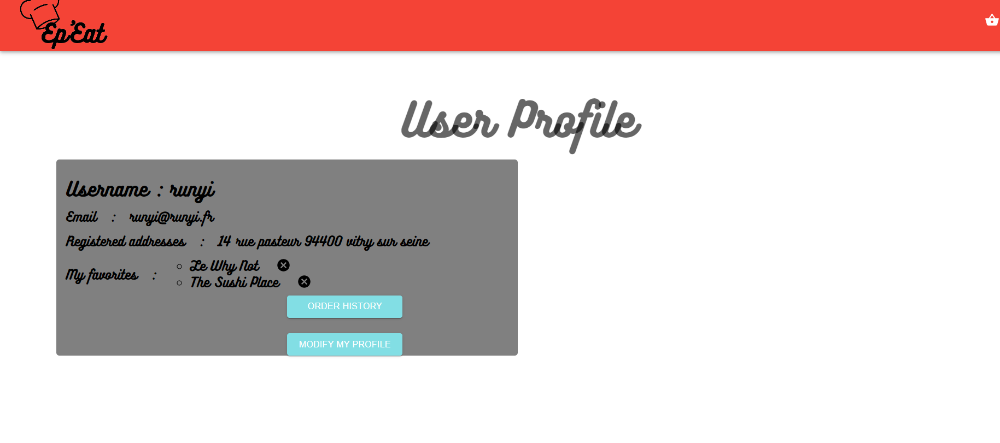 Ep'Eat
User Profile
Username : runyi
Email : runyi@runyi.fr
Registered addresses : 14 rue pasteur 94400 vitry sur seine
My favorites :
Le Why Not
The Sushi Place
ORDER HISTORY
MODIFY MY PROFILE